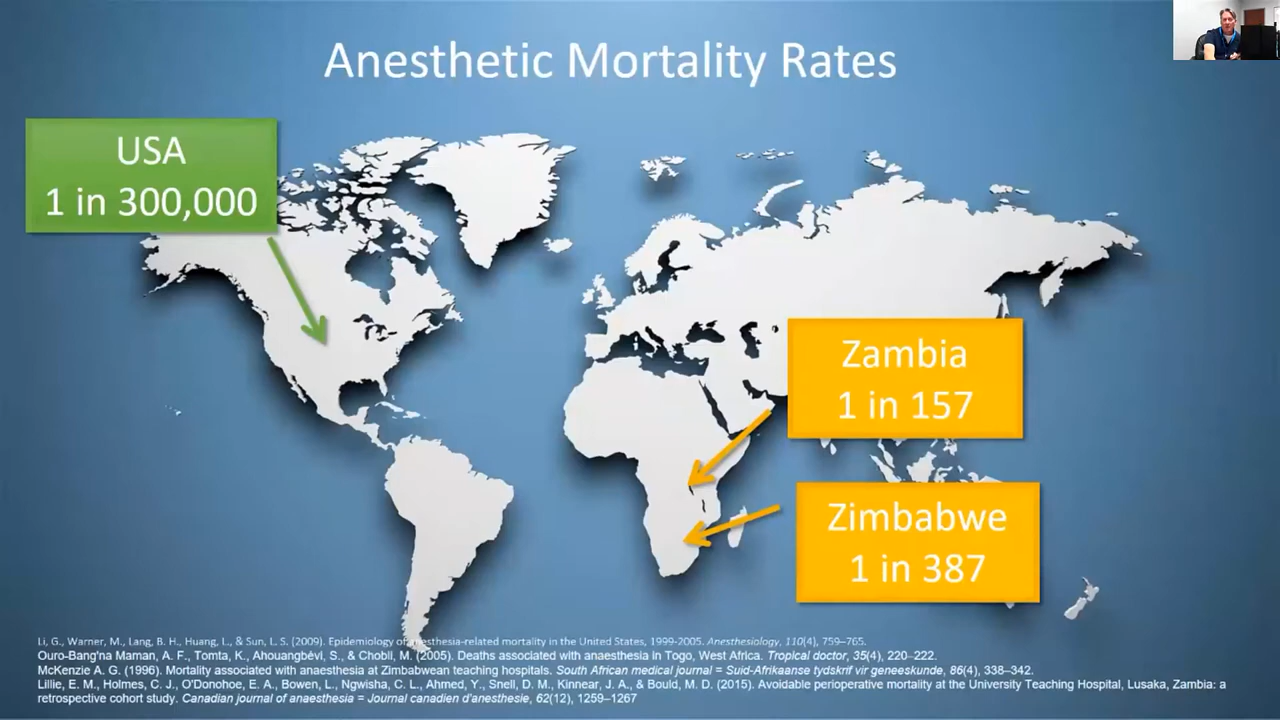 Anesthetic Mortality Rates
USA
1 in 300,000
Zambia
1 in 157
Zimbabwe
1 in 387
Li, G., Warner, M., Lang, B. H., Huang, L., & Sun, L. S. (2009). Epidemiology of anesthesia-related mortality in the United States, 1999-2005. Anesthesiology, 110(4), 759–765.
Ouro-Bang'na Maman, A. F., Tomta, K., Ahouangbévi, S., & Chobli, M. (2005). Deaths associated with anaesthesia in Togo, West Africa. Tropical doctor, 35(4), 220–222.
McKenzie A. G. (1996). Mortality associated with anaesthesia at Zimbabwean teaching hospitals. South African medical journal = Suid-Afrikaanse tydskrif vir geneeskunde, 86(4), 338–342.
Lillie, E. M., Holmes, C. J., O'Donohoe, E. A., Bowen, L., Ngwisha, C. L., Ahmed, Y., Snell, D. M., Kinnear, J. A., & Bould, M. D. (2015). Avoidable perioperative mortality at the University Teaching Hospital, Lusaka, Zambia: a
retrospective cohort study. Canadian journal of anaesthesia = Journal canadien d'anesthesie, 62(12), 1259–1267